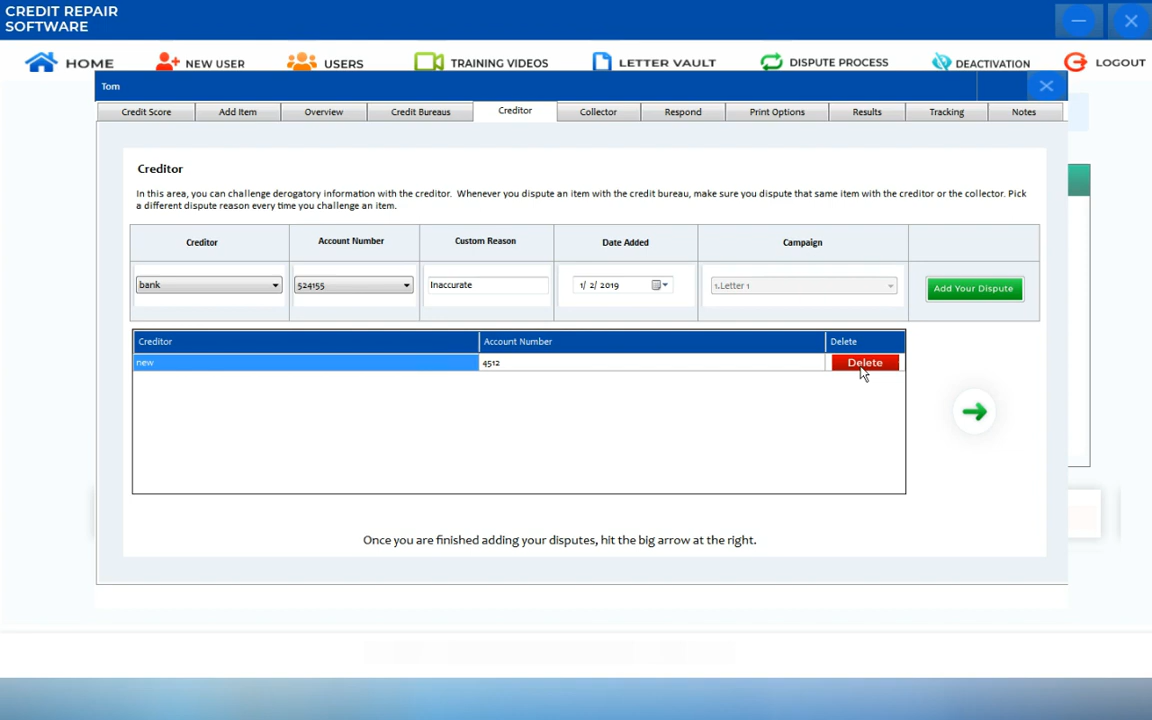 CREDIT REPAIR
SOFTWARE
HOME NEW USER USERS TRAINING VIDEOS LETTER VAULT DISPUTE PROCESS DEACTIVATION LOGOUT
Tom
Credit Score Add Item Overview Credit Bureaus Creditor Collector Respond Print Options Results Tracking Notes
Creditor
In this area, you can challenge derogatory information with the creditor. Whenever you dispute an item with the credit bureau, make sure you dispute that same item with the creditor or the collector. Pick
a different dispute reason every time you challenge an item.
Creditor Account Number Custom Reason Date Added Campaign
bank 524155 Inaccurate 1/ 2/ 2019 1.Letter 1 Add Your Dispute
Creditor Account Number Delete
new 4512 Delete
Once you are finished adding your disputes, hit the big arrow at the right.